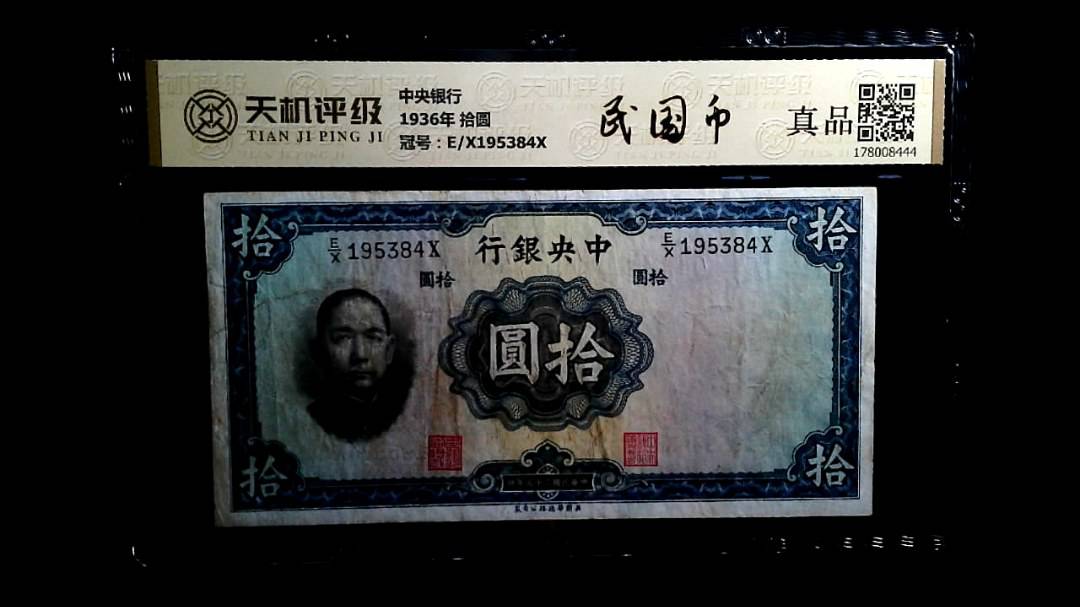 天机评级
TIAN JI PING JI
中央银行
1936年 拾圆
冠号：E/X195384X
民国币
真品
178008444
拾
E/X 195384X
行銀央中
E/X 195384X
拾
圓拾
圓拾
圓拾
拾
拾